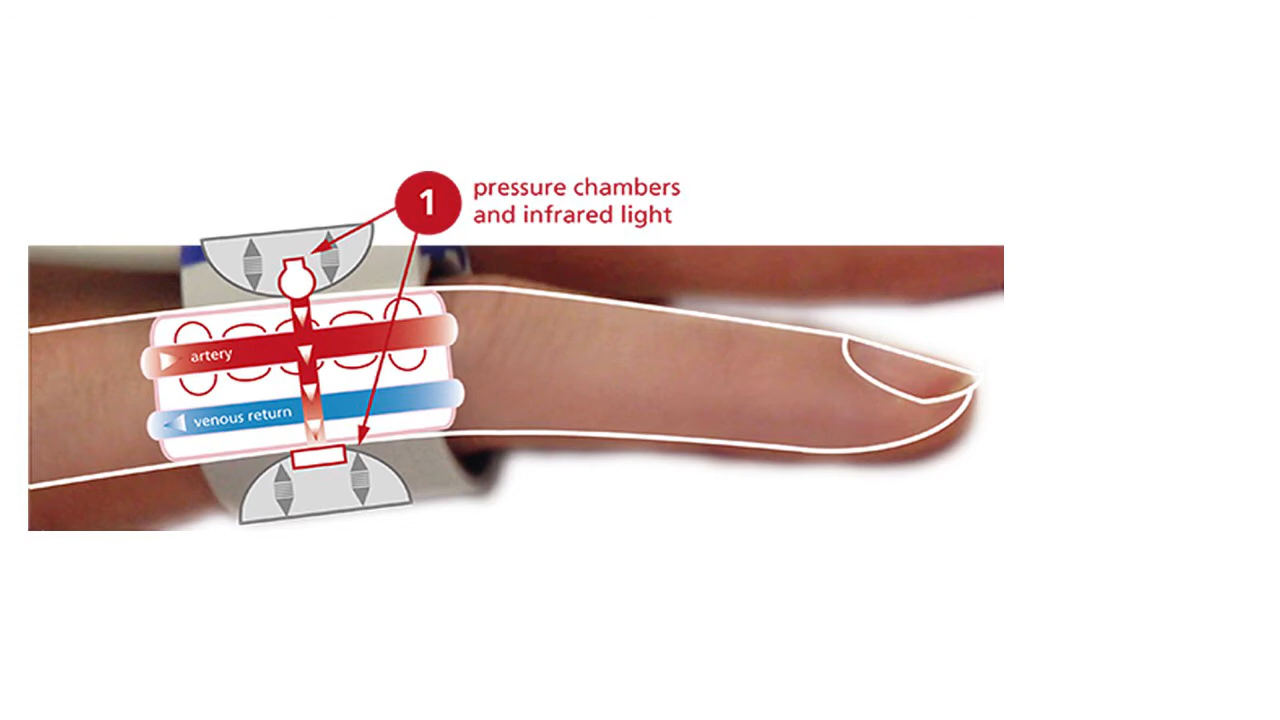 1
pressure chambers
and infrared light
artery
venous return